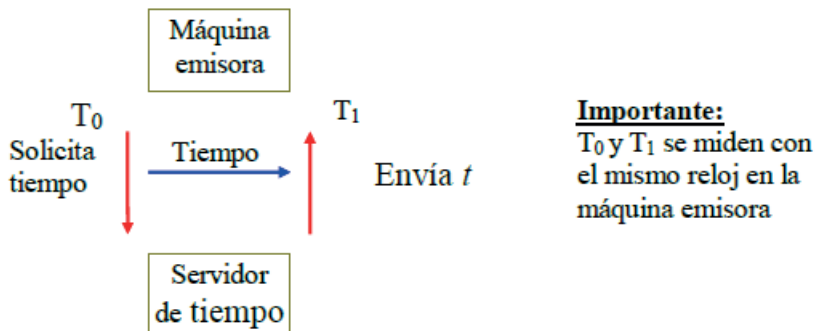 Máquina
emisora
T₀
Solicita
tiempo
Tiempo
T₁
Envía t
Importante:
T₀ y T₁ se miden con
el mismo reloj en la
máquina emisora
Servidor
de tiempo